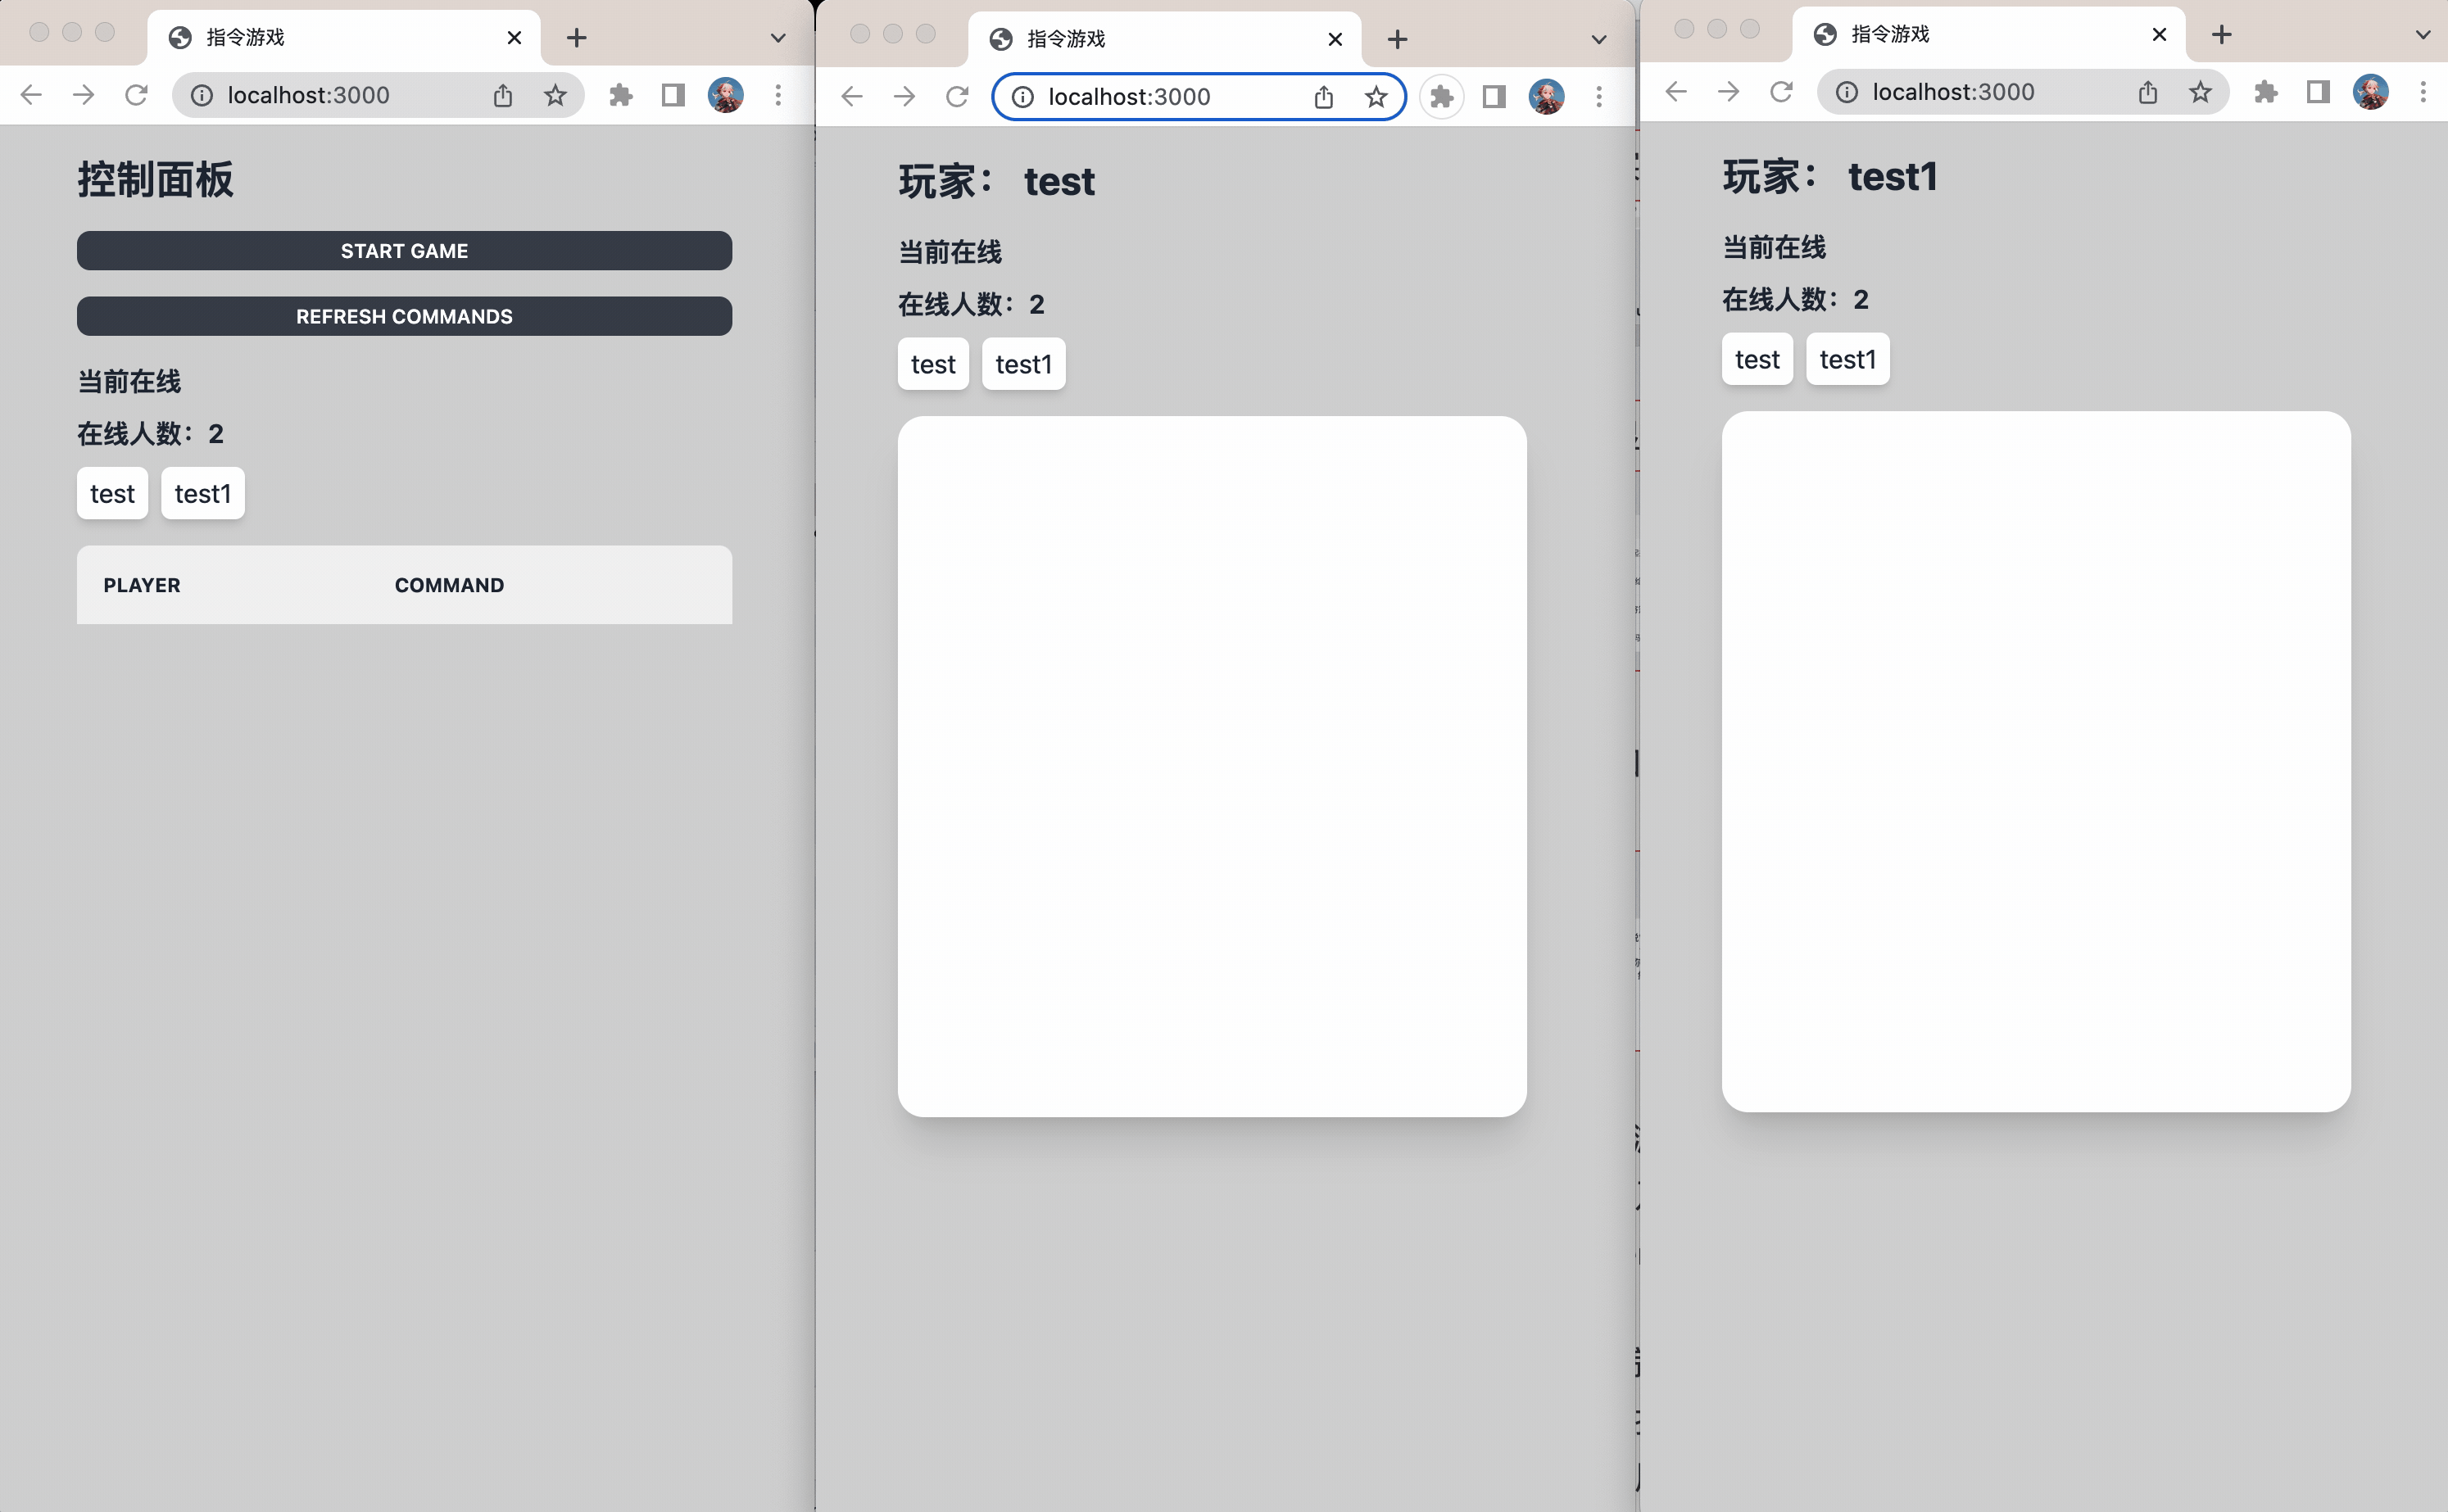 指令游戏
localhost:3000
控制面板
START GAME
REFRESH COMMANDS
当前在线
在线人数：2
test test1
PLAYER COMMAND
指令游戏
localhost:3000
玩家： test
当前在线
在线人数：2
test test1
指令游戏
localhost:3000
玩家： test1
当前在线
在线人数：2
test test1